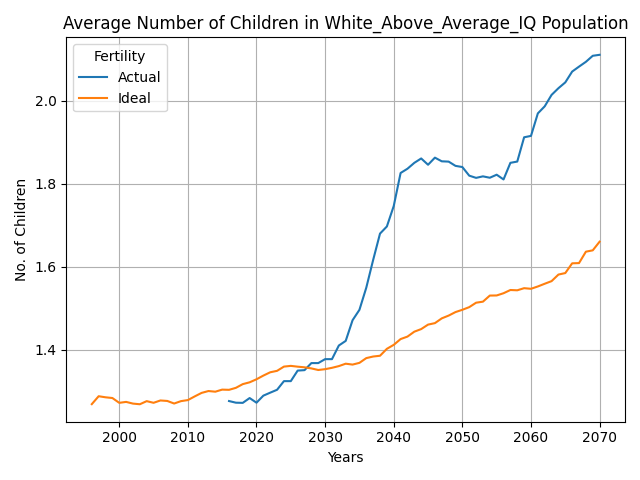 Average Number of Children in White_Above_Average_IQ Population
Fertility
Actual
Ideal
No. of Children
2.0
1.8
1.6
1.4
2000 2010 2020 2030 2040 2050 2060 2070
Years